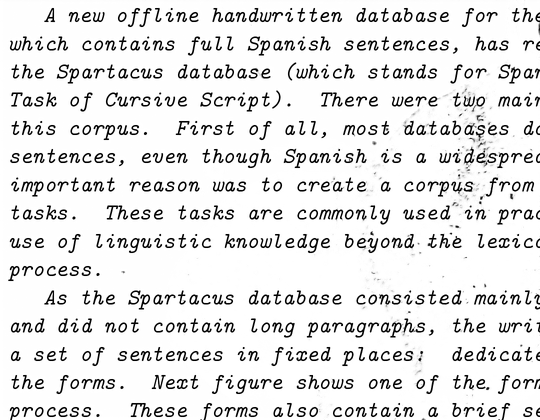 A new offline handwritten database for the
which contains full Spanish sentences, has re
the Spartacus database (which stands for Span
Task of Cursive Script).  There were two main
this corpus.  First of all, most databases do
sentences, even though Spanish is a widesprea
important reason was to create a corpus from
tasks.  These tasks are commonly used in prac
use of linguistic knowledge beyond the lexico
process.
As the Spartacus database consisted mainly
and did not contain long paragraphs, the writ
a set of sentences in fixed places:  dedicate
the forms.  Next figure shows one of the form
process.  These forms also contain a brief se